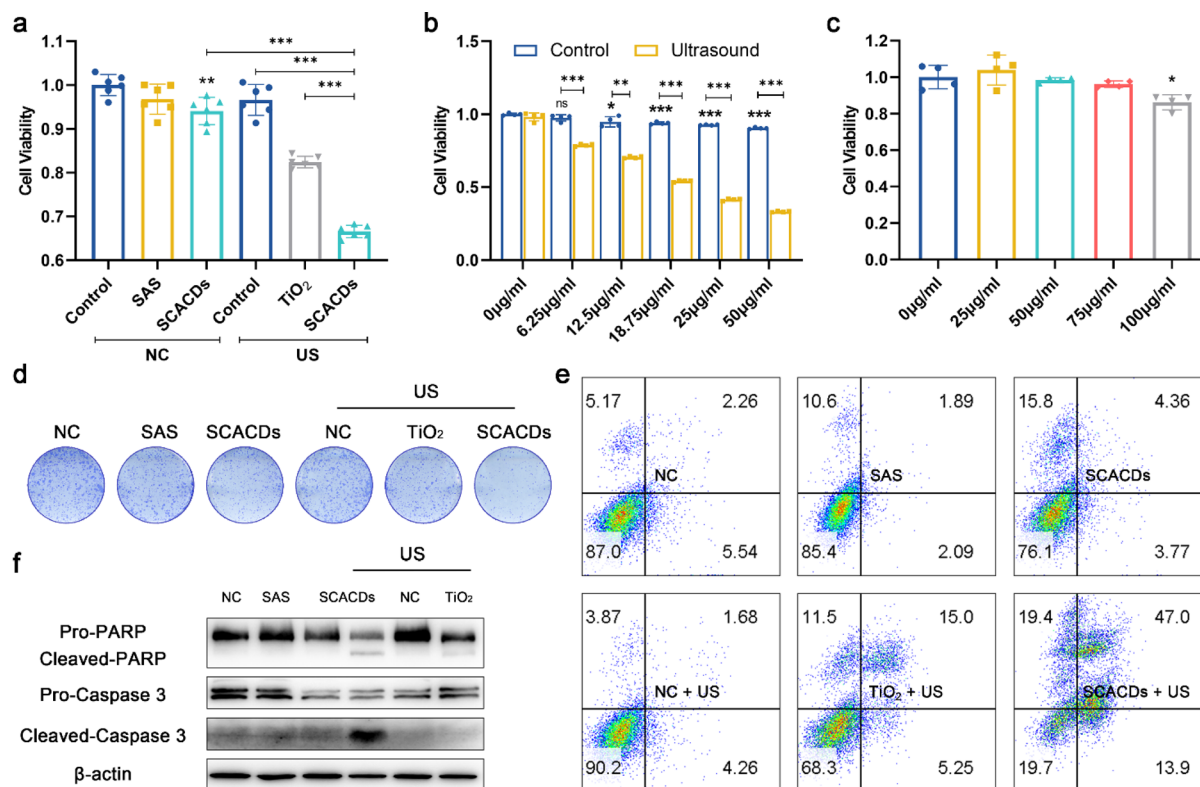 a
Cell Viability
1.1
1.0
0.9
0.8
0.7
0.6
***
***
***
**
Control
SAS
SCACDs
Control
TiO₂
SCACDs
NC
US
b
Control
Ultrasound
Cell Viability
1.5
1.0
0.5
0.0
***
**
***
***
***
ns
*
***
***
***
0μg/ml
6.25μg/ml
12.5μg/ml
18.75μg/ml
25μg/ml
50μg/ml
c
Cell Viability
1.2
1.0
0.8
0.6
0.4
0.2
0.0
*
0μg/ml
25μg/ml
50μg/ml
75μg/ml
100μg/ml
d
US
NC SAS SCACDs NC TiO₂ SCACDs
e
5.17 2.26
NC
87.0 5.54
10.6 1.89
SAS
85.4 2.09
15.8 4.36
SCACDs
76.1 3.77
3.87 1.68
NC + US
90.2 4.26
11.5 15.0
TiO₂ + US
68.3 5.25
19.4 47.0
SCACDs + US
19.7 13.9
f
US
NC SAS SCACDs NC TiO₂
Pro-PARP
Cleaved-PARP
Pro-Caspase 3
Cleaved-Caspase 3
β-actin